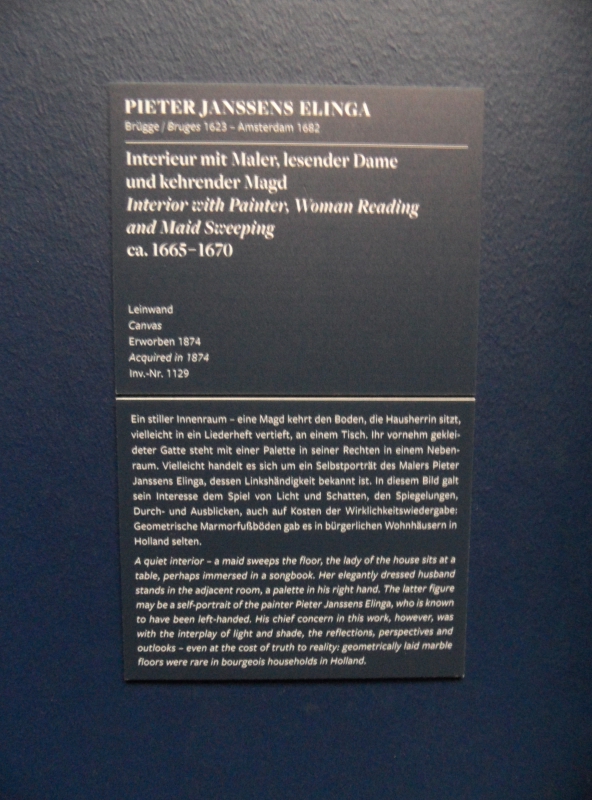 PIETER JANSSENS ELINGA
Brügge / Bruges 1623 – Amsterdam 1682
Interieur mit Maler, lesender Dame
und kehrender Magd
Interior with Painter, Woman Reading
and Maid Sweeping
ca. 1665–1670
Leinwand
Canvas
Erworben 1874
Acquired in 1874
Inv.-Nr. 1129
Ein stiller Innenraum – eine Magd kehrt den Boden, die Hausherrin sitzt,
vielleicht in ein Liederheft vertieft, an einem Tisch. Ihr vornehm geklei-
deter Gatte steht mit einer Palette in seiner Rechten in einem Neben-
raum. Vielleicht handelt es sich um ein Selbstporträt des Malers Pieter
Janssens Elinga, dessen Linkshändigkeit bekannt ist. In diesem Bild galt
sein Interesse dem Spiel von Licht und Schatten, den Spiegelungen,
Durch- und Ausblicken, auch auf Kosten der Wirklichkeitswiedergabe:
Geometrische Marmorfußböden gab es in bürgerlichen Wohnhäusern in
Holland selten.
A quiet interior – a maid sweeps the floor, the lady of the house sits at a
table, perhaps immersed in a songbook. Her elegantly dressed husband
stands in the adjacent room, a palette in his right hand. The latter figure
may be a self-portrait of the painter Pieter Janssens Elinga, who is known
to have been left-handed. His chief concern in this work, however, was
with the interplay of light and shade, the reflections, perspectives and
outlooks – even at the cost of truth to reality: geometrically laid marble
floors were rare in bourgeois households in Holland.